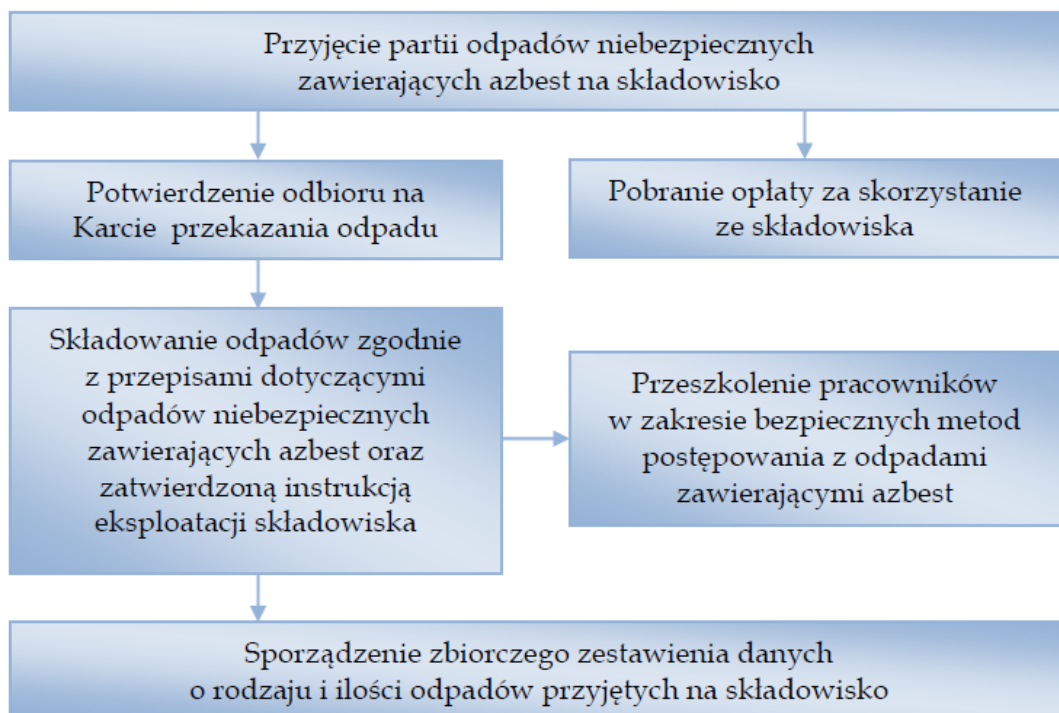 Przyjęcie partii odpadów niebezpiecznych
zawierających azbest na składowisko
Potwierdzenie odbioru na
Karcie przekazania odpadu
Pobranie opłaty za skorzystanie
ze składowiska
Składowanie odpadów zgodnie
z przepisami dotyczącymi
odpadów niebezpiecznych
zawierających azbest oraz
zatwierdzoną instrukcją
eksploatacji składowiska
Przeszkolenie pracowników
w zakresie bezpiecznych metod
postępowania z odpadami
zawierającymi azbest
Sporządzenie zbiorczego zestawienia danych
o rodzaju i ilości odpadów przyjętych na składowisko